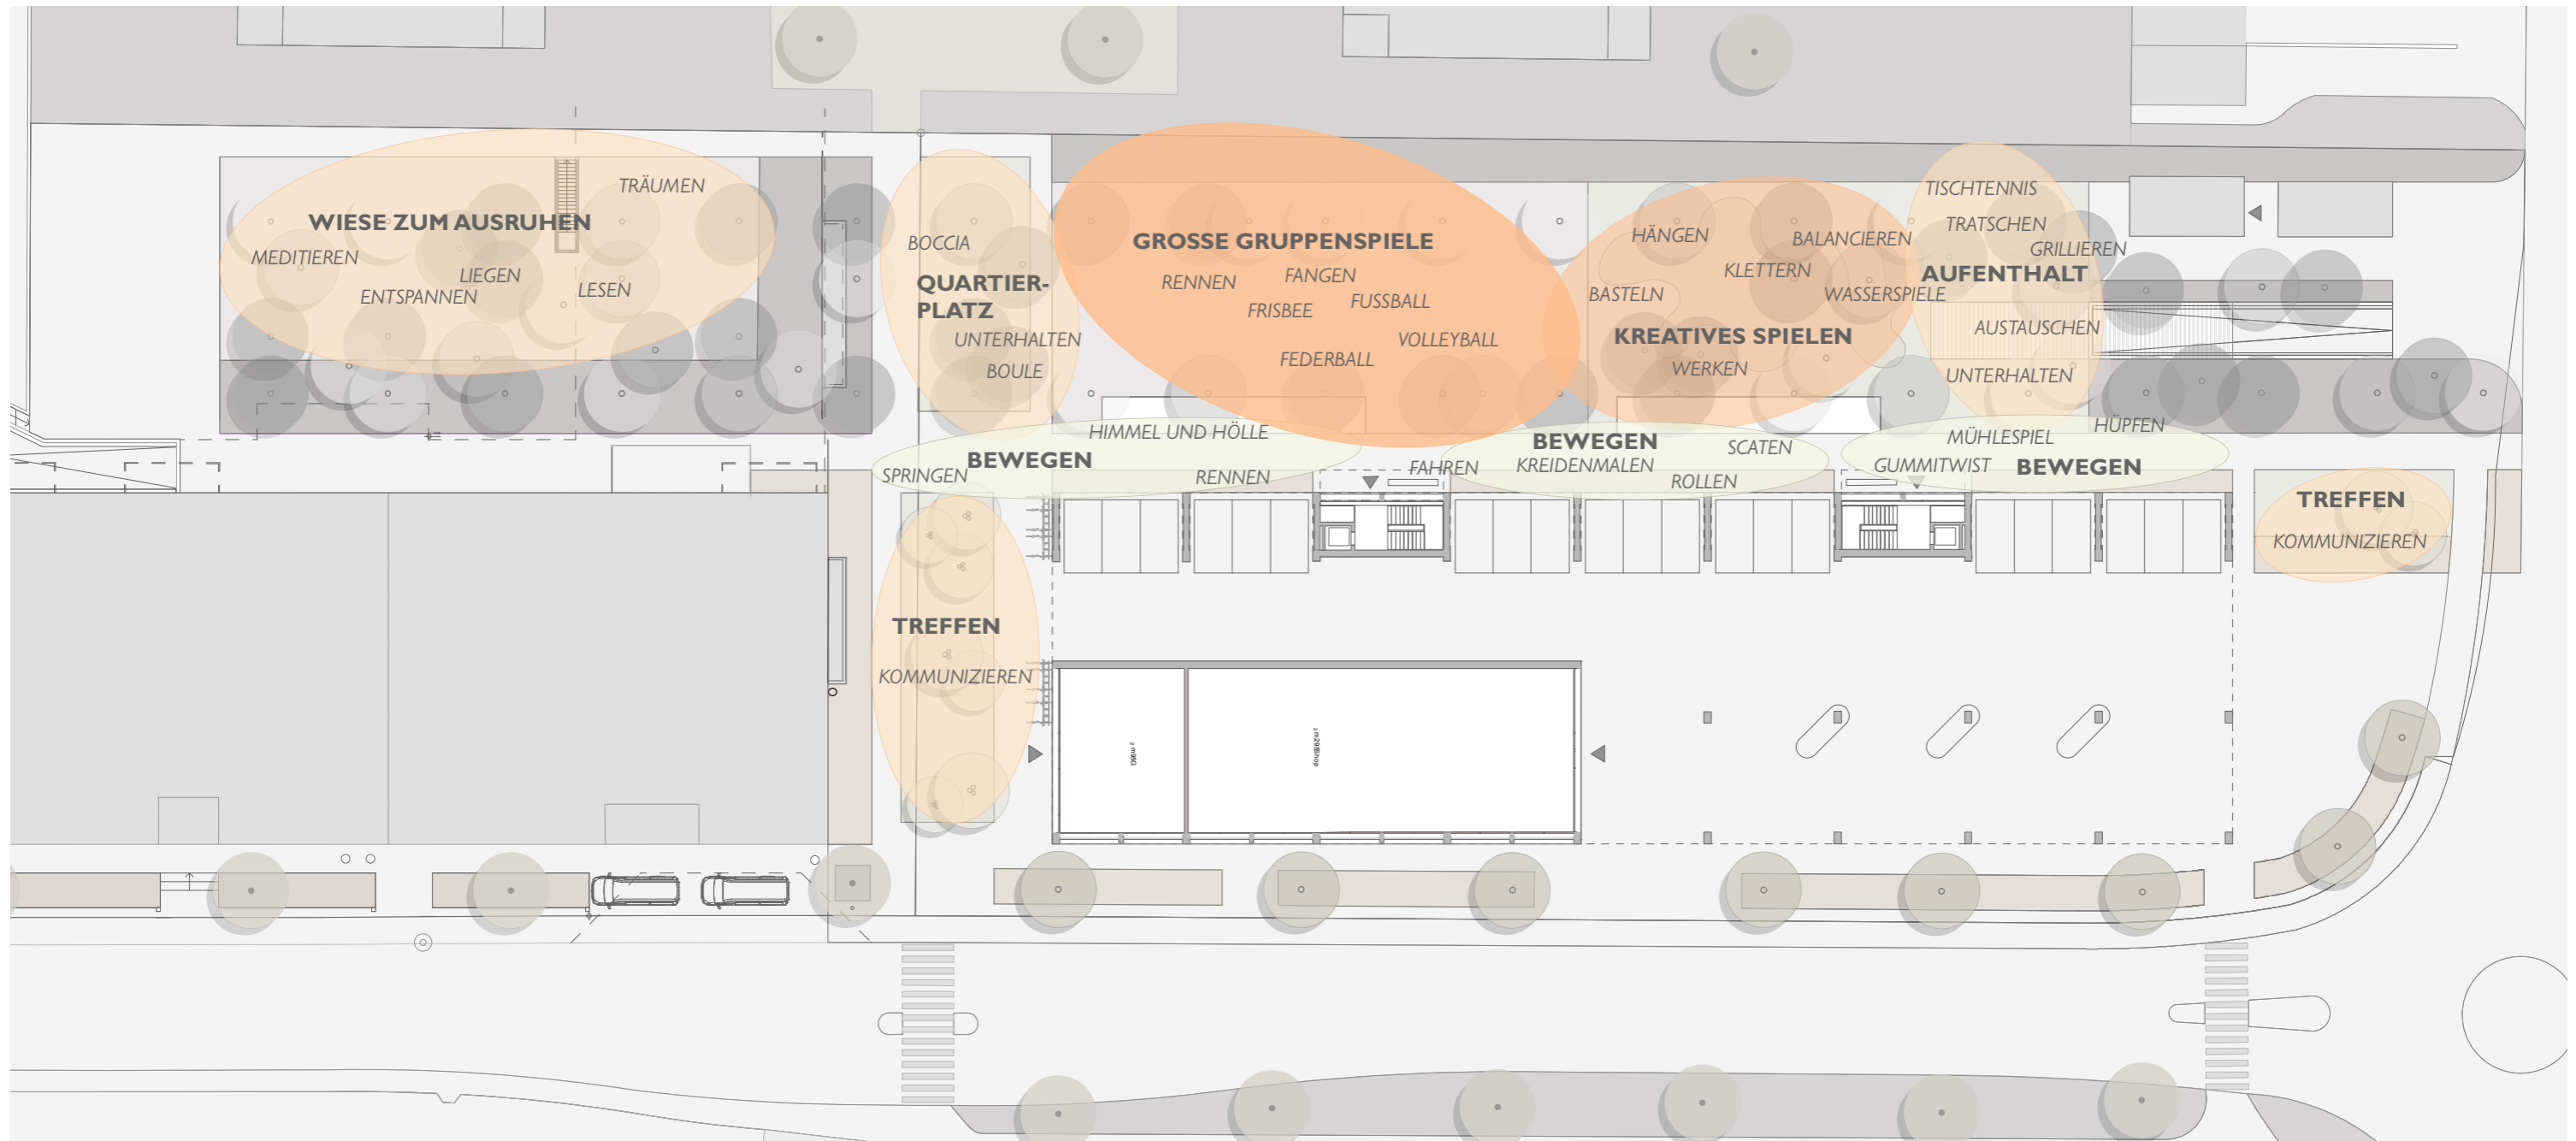 TRÄUMEN
WIESE ZUM AUSRUHEN
MEDITIEREN
LIEGEN
LESEN
ENTSPANNEN
BOCCIA
QUARTIER-
PLATZ
UNTERHALTEN
BOULE
GROSSE GRUPPENSPIELE
RENNEN
FANGEN
FRISBEE
FUSSBALL
VOLLEYBALL
FEDERBALL
HÄNGEN
BALANCIEREN
KLETTERN
BASTELN
WASSERSPIELE
KREATIVES SPIELEN
WERKEN
TISCHTENNIS
TRATSCHEN
GRILLIEREN
AUFENTHALT
AUSTAUSCHEN
UNTERHALTEN
HIMMEL UND HÖLLE
BEWEGEN
SPRINGEN
RENNEN
FAHREN
BEWEGEN
SCATEN
KREIDENMALEN
ROLLEN
MÜHLESPIEL
HÜPFEN
GUMMITWIST
BEWEGEN
TREFFEN
KOMMUNIZIEREN
TREFFEN
KOMMUNIZIEREN